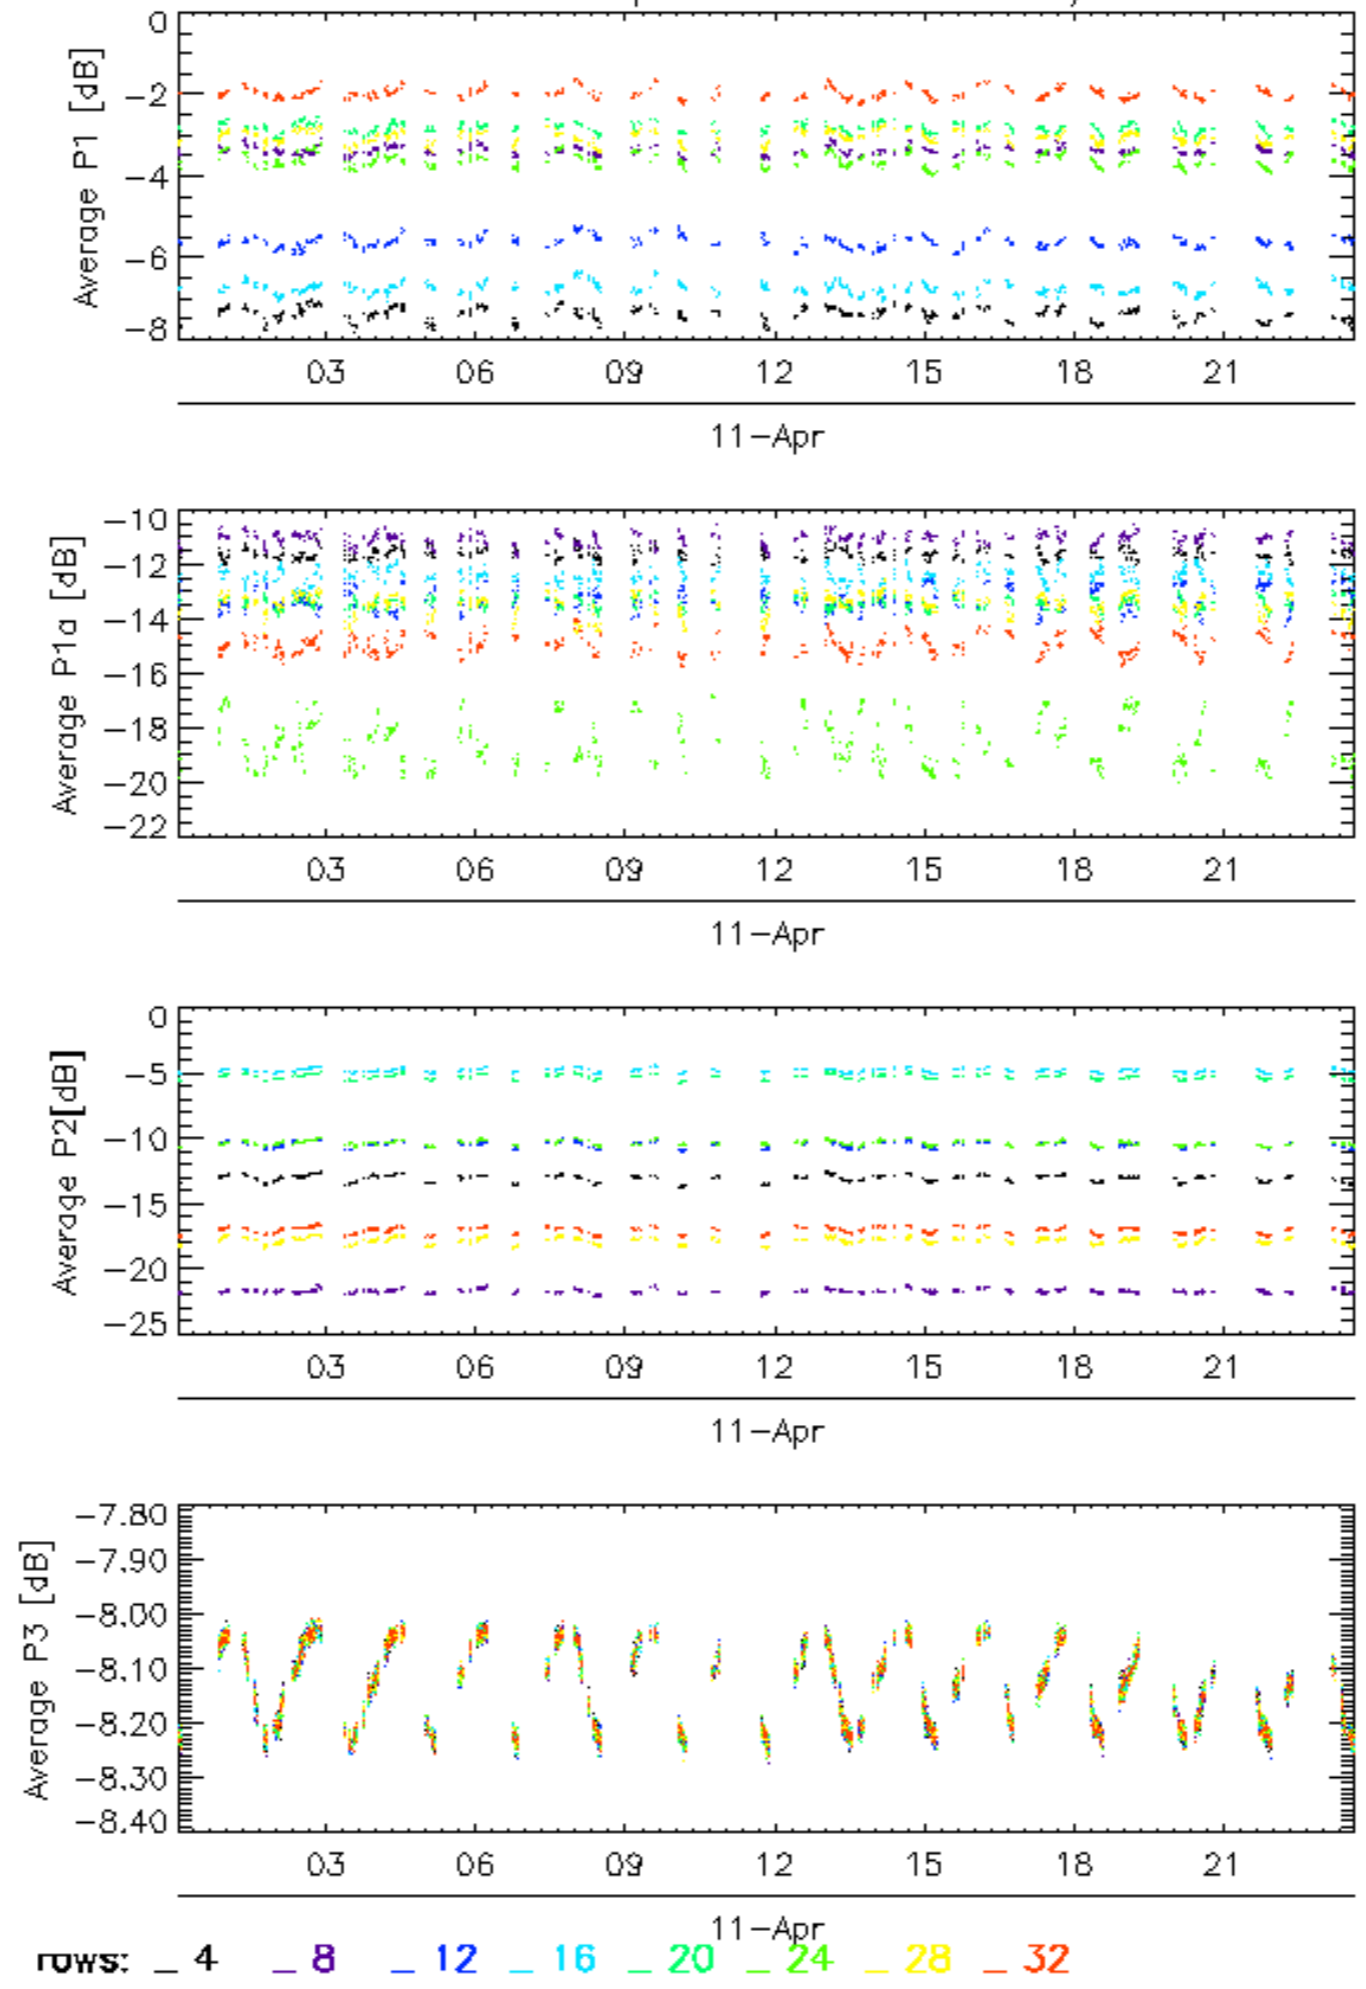 0
-2
-4
-6
-8
Average P1 [dB]
03 06 09 12 15 18 21
11-Apr
-10
-12
-14
-16
-18
-20
-22
Average P1a [dB]
03 06 09 12 15 18 21
11-Apr
0
-5
-10
-15
-20
-25
Average P2[dB]
03 06 09 12 15 18 21
11-Apr
-7.80
-7.90
-8.00
-8.10
-8.20
-8.30
-8.40
Average P3 [dB]
03 06 09 12 15 18 21
11-Apr
rows: _ 4 _ 8 _ 12 _ 16 _ 20 _ 24 _ 28 _ 32